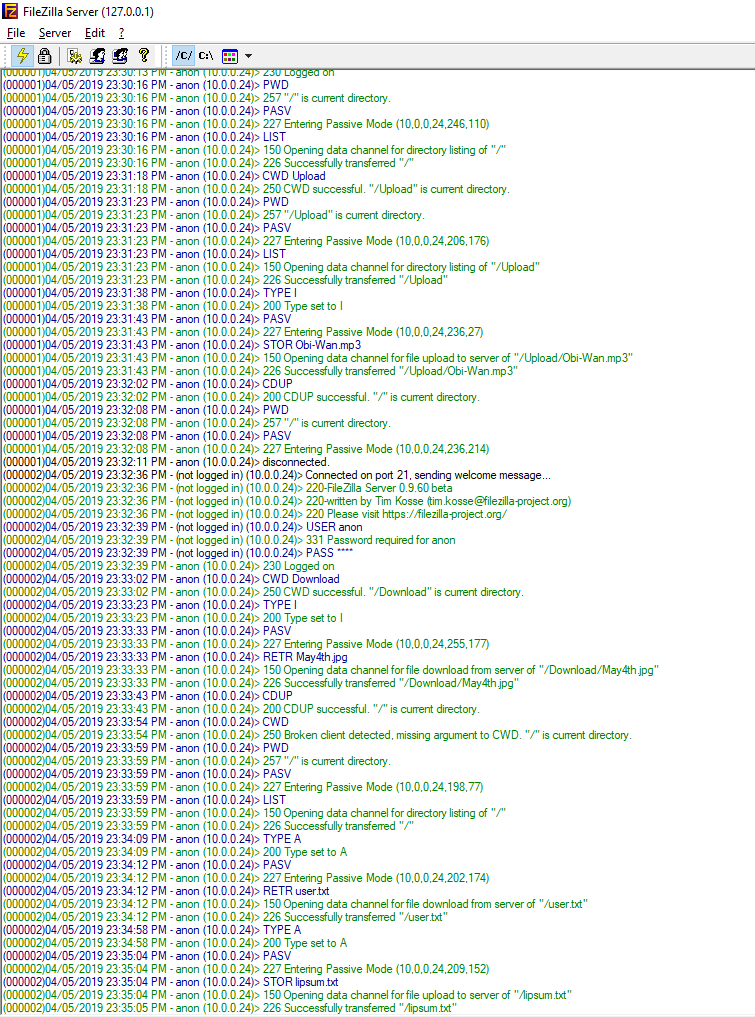 FileZilla Server (127.0.0.1)
File Server Edit ?
/C/ C:\
(000001)04/05/2019 23:30:13 PM - anon (10.0.0.24)> 230 Logged on
(000001)04/05/2019 23:30:16 PM - anon (10.0.0.24)> PWD
(000001)04/05/2019 23:30:16 PM - anon (10.0.0.24)> 257 "/" is current directory.
(000001)04/05/2019 23:30:16 PM - anon (10.0.0.24)> PASV
(000001)04/05/2019 23:30:16 PM - anon (10.0.0.24)> 227 Entering Passive Mode (10,0,0,24,246,110)
(000001)04/05/2019 23:30:16 PM - anon (10.0.0.24)> LIST
(000001)04/05/2019 23:30:16 PM - anon (10.0.0.24)> 150 Opening data channel for directory listing of "/"
(000001)04/05/2019 23:30:16 PM - anon (10.0.0.24)> 226 Successfully transferred "/"
(000001)04/05/2019 23:31:18 PM - anon (10.0.0.24)> CWD Upload
(000001)04/05/2019 23:31:18 PM - anon (10.0.0.24)> 250 CWD successful. "/Upload" is current directory.
(000001)04/05/2019 23:31:23 PM - anon (10.0.0.24)> PWD
(000001)04/05/2019 23:31:23 PM - anon (10.0.0.24)> 257 "/Upload" is current directory.
(000001)04/05/2019 23:31:23 PM - anon (10.0.0.24)> PASV
(000001)04/05/2019 23:31:23 PM - anon (10.0.0.24)> 227 Entering Passive Mode (10,0,0,24,206,176)
(000001)04/05/2019 23:31:23 PM - anon (10.0.0.24)> LIST
(000001)04/05/2019 23:31:23 PM - anon (10.0.0.24)> 150 Opening data channel for directory listing of "/Upload"
(000001)04/05/2019 23:31:23 PM - anon (10.0.0.24)> 226 Successfully transferred "/Upload"
(000001)04/05/2019 23:31:38 PM - anon (10.0.0.24)> TYPE I
(000001)04/05/2019 23:31:38 PM - anon (10.0.0.24)> 200 Type set to I
(000001)04/05/2019 23:31:43 PM - anon (10.0.0.24)> PASV
(000001)04/05/2019 23:31:43 PM - anon (10.0.0.24)> 227 Entering Passive Mode (10,0,0,24,236,27)
(000001)04/05/2019 23:31:43 PM - anon (10.0.0.24)> STOR Obi-Wan.mp3
(000001)04/05/2019 23:31:43 PM - anon (10.0.0.24)> 150 Opening data channel for file upload to server of "/Upload/Obi-Wan.mp3"
(000001)04/05/2019 23:31:43 PM - anon (10.0.0.24)> 226 Successfully transferred "/Upload/Obi-Wan.mp3"
(000001)04/05/2019 23:32:02 PM - anon (10.0.0.24)> CDUP
(000001)04/05/2019 23:32:02 PM - anon (10.0.0.24)> 200 CDUP successful. "/" is current directory.
(000001)04/05/2019 23:32:08 PM - anon (10.0.0.24)> PWD
(000001)04/05/2019 23:32:08 PM - anon (10.0.0.24)> 257 "/" is current directory.
(000001)04/05/2019 23:32:08 PM - anon (10.0.0.24)> PASV
(000001)04/05/2019 23:32:08 PM - anon (10.0.0.24)> 227 Entering Passive Mode (10,0,0,24,236,214)
(000001)04/05/2019 23:32:11 PM - anon (10.0.0.24)> disconnected.
(000002)04/05/2019 23:32:36 PM - (not logged in) (10.0.0.24)> Connected on port 21, sending welcome message...
(000002)04/05/2019 23:32:36 PM - (not logged in) (10.0.0.24)> 220-FileZilla Server 0.9.60 beta
(000002)04/05/2019 23:32:36 PM - (not logged in) (10.0.0.24)> 220-written by Tim Kosse (tim.kosse@filezilla-project.org)
(000002)04/05/2019 23:32:36 PM - (not logged in) (10.0.0.24)> 220 Please visit https://filezilla-project.org/
(000002)04/05/2019 23:32:39 PM - (not logged in) (10.0.0.24)> USER anon
(000002)04/05/2019 23:32:39 PM - (not logged in) (10.0.0.24)> 331 Password required for anon
(000002)04/05/2019 23:32:39 PM - (not logged in) (10.0.0.24)> PASS ****
(000002)04/05/2019 23:32:39 PM - anon (10.0.0.24)> 230 Logged on
(000002)04/05/2019 23:33:02 PM - anon (10.0.0.24)> CWD Download
(000002)04/05/2019 23:33:02 PM - anon (10.0.0.24)> 250 CWD successful. "/Download" is current directory.
(000002)04/05/2019 23:33:23 PM - anon (10.0.0.24)> TYPE I
(000002)04/05/2019 23:33:23 PM - anon (10.0.0.24)> 200 Type set to I
(000002)04/05/2019 23:33:33 PM - anon (10.0.0.24)> PASV
(000002)04/05/2019 23:33:33 PM - anon (10.0.0.24)> 227 Entering Passive Mode (10,0,0,24,255,177)
(000002)04/05/2019 23:33:33 PM - anon (10.0.0.24)> RETR May4th.jpg
(000002)04/05/2019 23:33:33 PM - anon (10.0.0.24)> 150 Opening data channel for file download from server of "/Download/May4th.jpg"
(000002)04/05/2019 23:33:33 PM - anon (10.0.0.24)> 226 Successfully transferred "/Download/May4th.jpg"
(000002)04/05/2019 23:33:43 PM - anon (10.0.0.24)> CDUP
(000002)04/05/2019 23:33:43 PM - anon (10.0.0.24)> 200 CDUP successful. "/" is current directory.
(000002)04/05/2019 23:33:54 PM - anon (10.0.0.24)> CWD
(000002)04/05/2019 23:33:54 PM - anon (10.0.0.24)> 250 Broken client detected, missing argument to CWD. "/" is current directory.
(000002)04/05/2019 23:33:59 PM - anon (10.0.0.24)> PWD
(000002)04/05/2019 23:33:59 PM - anon (10.0.0.24)> 257 "/" is current directory.
(000002)04/05/2019 23:33:59 PM - anon (10.0.0.24)> PASV
(000002)04/05/2019 23:33:59 PM - anon (10.0.0.24)> 227 Entering Passive Mode (10,0,0,24,198,77)
(000002)04/05/2019 23:33:59 PM - anon (10.0.0.24)> LIST
(000002)04/05/2019 23:33:59 PM - anon (10.0.0.24)> 150 Opening data channel for directory listing of "/"
(000002)04/05/2019 23:33:59 PM - anon (10.0.0.24)> 226 Successfully transferred "/"
(000002)04/05/2019 23:34:09 PM - anon (10.0.0.24)> TYPE A
(000002)04/05/2019 23:34:09 PM - anon (10.0.0.24)> 200 Type set to A
(000002)04/05/2019 23:34:12 PM - anon (10.0.0.24)> PASV
(000002)04/05/2019 23:34:12 PM - anon (10.0.0.24)> 227 Entering Passive Mode (10,0,0,24,202,174)
(000002)04/05/2019 23:34:12 PM - anon (10.0.0.24)> RETR user.txt
(000002)04/05/2019 23:34:12 PM - anon (10.0.0.24)> 150 Opening data channel for file download from server of "/user.txt"
(000002)04/05/2019 23:34:12 PM - anon (10.0.0.24)> 226 Successfully transferred "/user.txt"
(000002)04/05/2019 23:34:58 PM - anon (10.0.0.24)> TYPE A
(000002)04/05/2019 23:34:58 PM - anon (10.0.0.24)> 200 Type set to A
(000002)04/05/2019 23:35:04 PM - anon (10.0.0.24)> PASV
(000002)04/05/2019 23:35:04 PM - anon (10.0.0.24)> 227 Entering Passive Mode (10,0,0,24,209,152)
(000002)04/05/2019 23:35:04 PM - anon (10.0.0.24)> STOR lipsum.txt
(000002)04/05/2019 23:35:04 PM - anon (10.0.0.24)> 150 Opening data channel for file upload to server of "/lipsum.txt"
(000002)04/05/2019 23:35:05 PM - anon (10.0.0.24)> 226 Successfully transferred "/lipsum.txt"